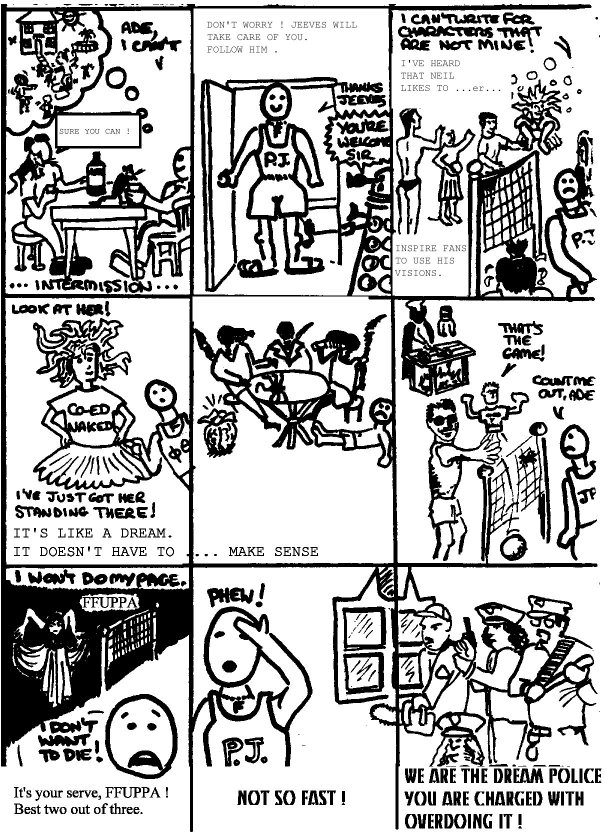 ADE,
I CAN'T
SURE YOU CAN !
... INTERMISSION ...
DON'T WORRY ! JEEVES WILL
TAKE CARE OF YOU.
FOLLOW HIM .
THANKS
JEEVES
YOU'RE
WELCOME
SIR
F
P.J.
I CAN'T WRITE FOR
CHARACTERS THAT
ARE NOT MINE!
I'VE HEARD
THAT NEIL
LIKES TO ...er...
INSPIRE FANS
TO USE HIS
VISIONS.
P.J.
LOOK AT HER!
CO-ED
NAKED
I'VE JUST GOT HER
STANDING THERE!
IT'S LIKE A DREAM.
IT DOESN'T HAVE TO .... MAKE SENSE
THAT'S
THE
GAME!
COUNT ME
OUT, ADE
JP
I WON'T DO MY PAGE.
FFUPPA
I DON'T
WANT
TO DIE!
It's your serve, FFUPPA !
Best two out of three.
PHEW!
F
P.J.
NOT SO FAST !
WE ARE THE DREAM POLICE
YOU ARE CHARGED WITH
OVERDOING IT !